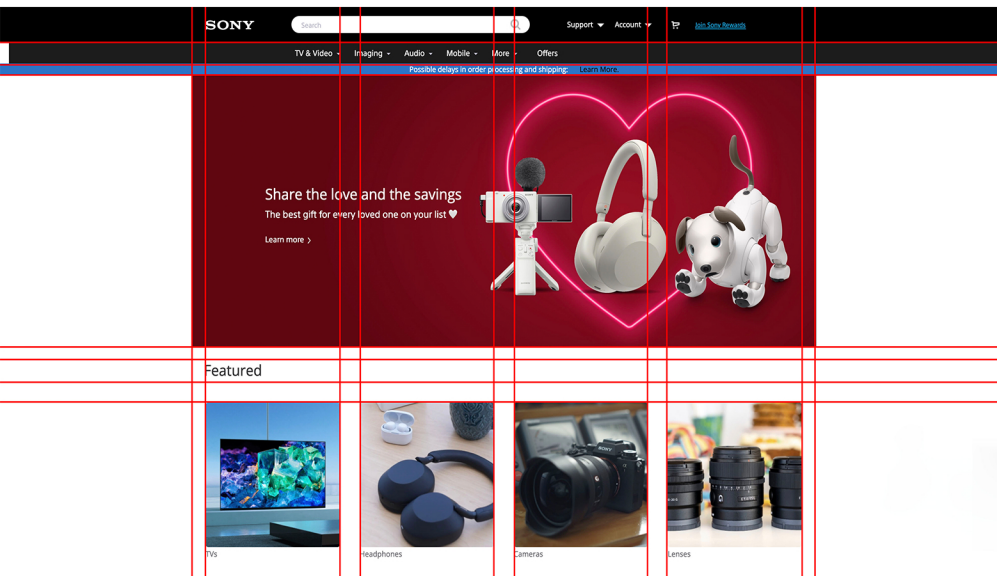 SONY
Search
Support
Account
Join Sony Rewards
TV & Video
Imaging
Audio
Mobile
More
Offers
Possible delays in order processing and shipping: Learn More.
Share the love and the savings
The best gift for every loved one on your list
Learn more
Featured
SONY
TVs
Headphones
Cameras
Lenses